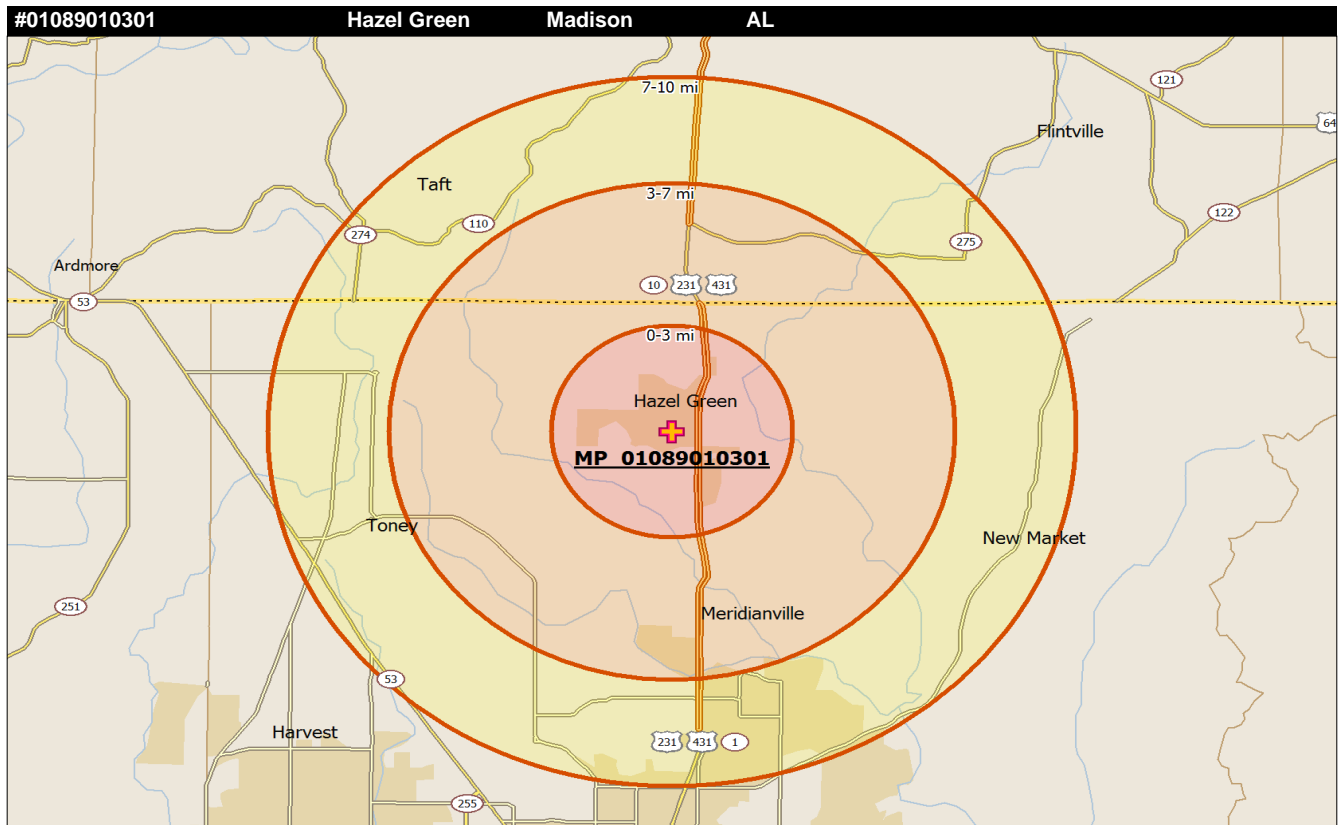 #01089010301 Hazel Green Madison AL
7-10 mi
121
64
Flintville
Taft
3-7 mi
110
122
274
275
Ardmore
10 231 431
53
0-3 mi
Hazel Green
MP 01089010301
Toney
New Market
251
Meridianville
53
Harvest
231 431 1
255